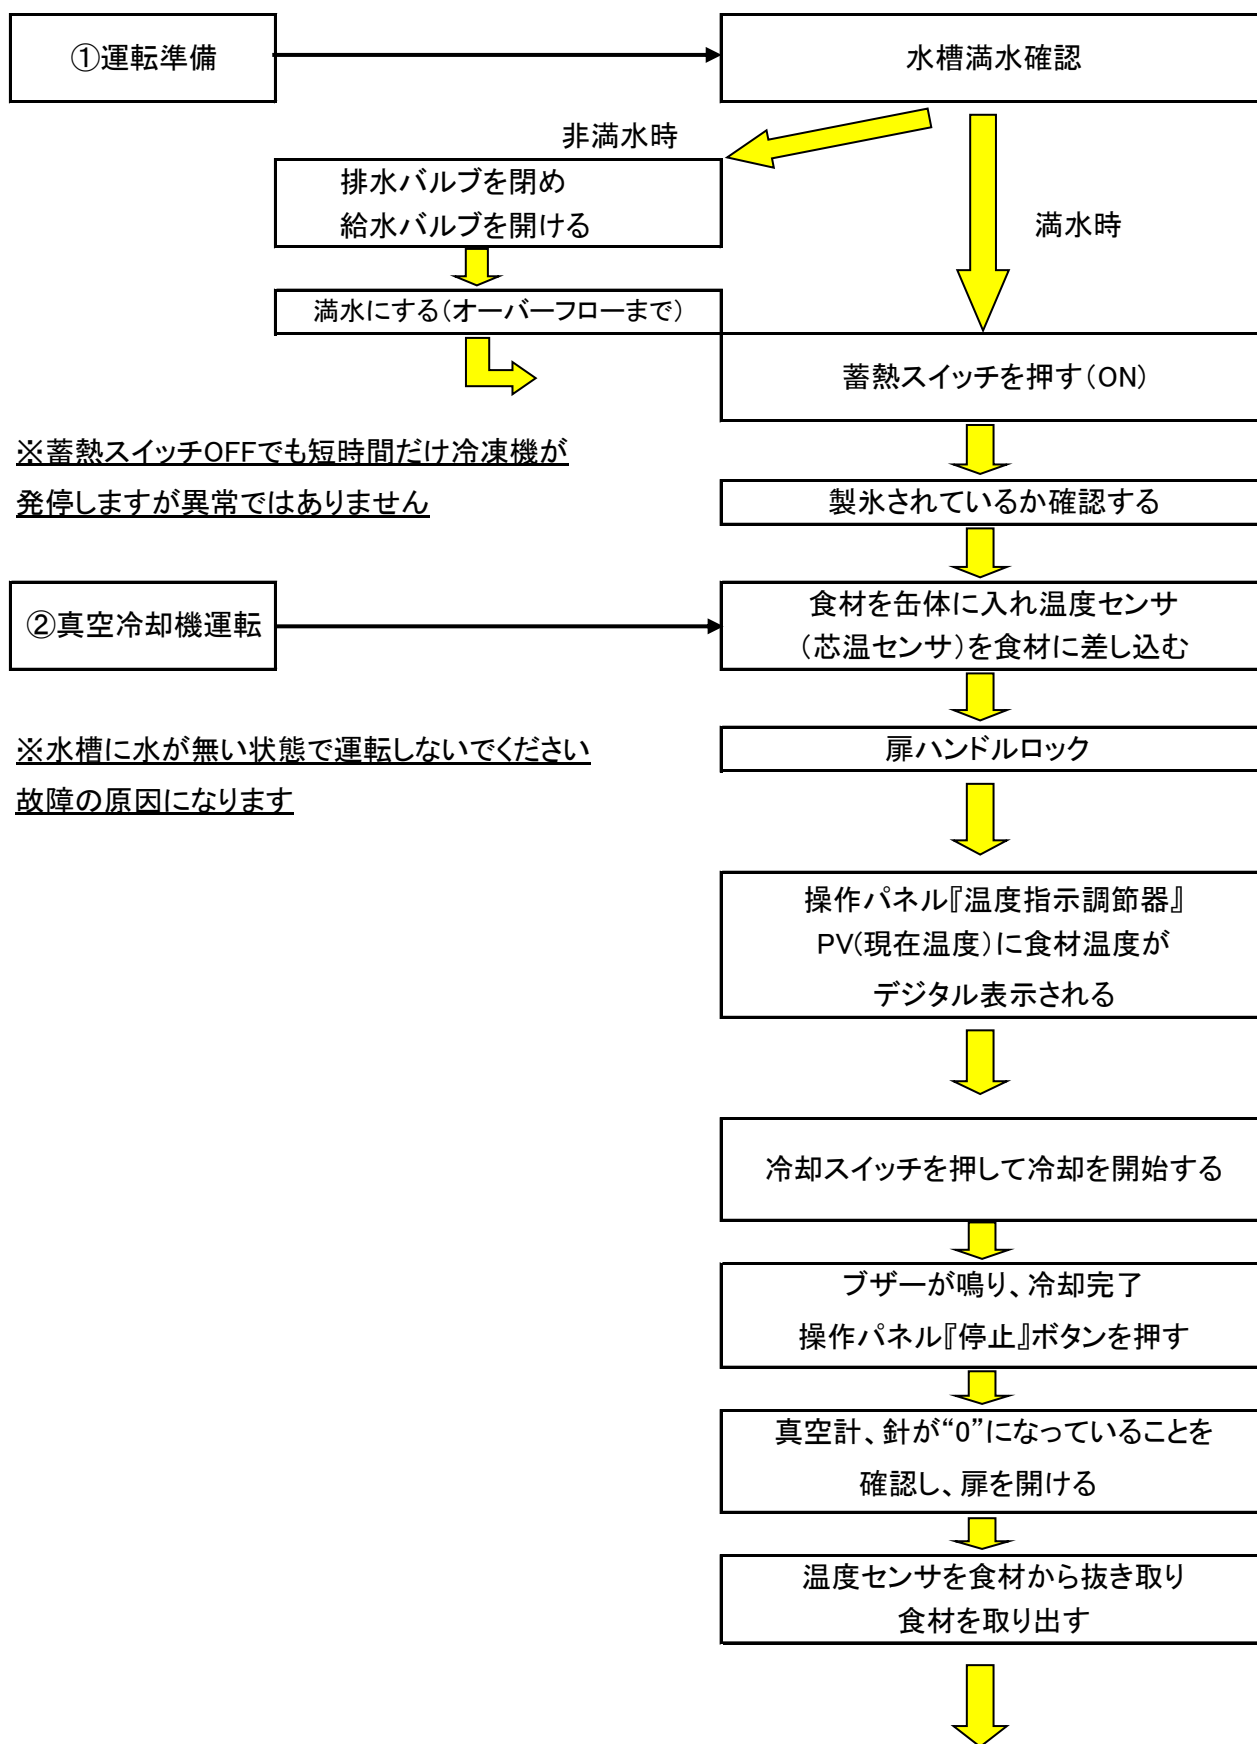 ①運転準備
水槽満水確認
非満水時
排水バルブを閉め
給水バルブを開ける
満水時
満水にする(オーバーフローまで)
蓄熱スイッチを押す(ON)
※蓄熱スイッチOFFでも短時間だけ冷凍機が
発停しますが異常ではありません
製氷されているか確認する
②真空冷却機運転
食材を缶体に入れ温度センサ
(芯温センサ)を食材に差し込む
※水槽に水が無い状態で運転しないでください
故障の原因になります
扉ハンドルロック
操作パネル『温度指示調節器』
PV(現在温度)に食材温度が
デジタル表示される
冷却スイッチを押して冷却を開始する
ブザーが鳴り、冷却完了
操作パネル『停止』ボタンを押す
真空計、針が“0”になっていることを
確認し、扉を開ける
温度センサを食材から抜き取り
食材を取り出す